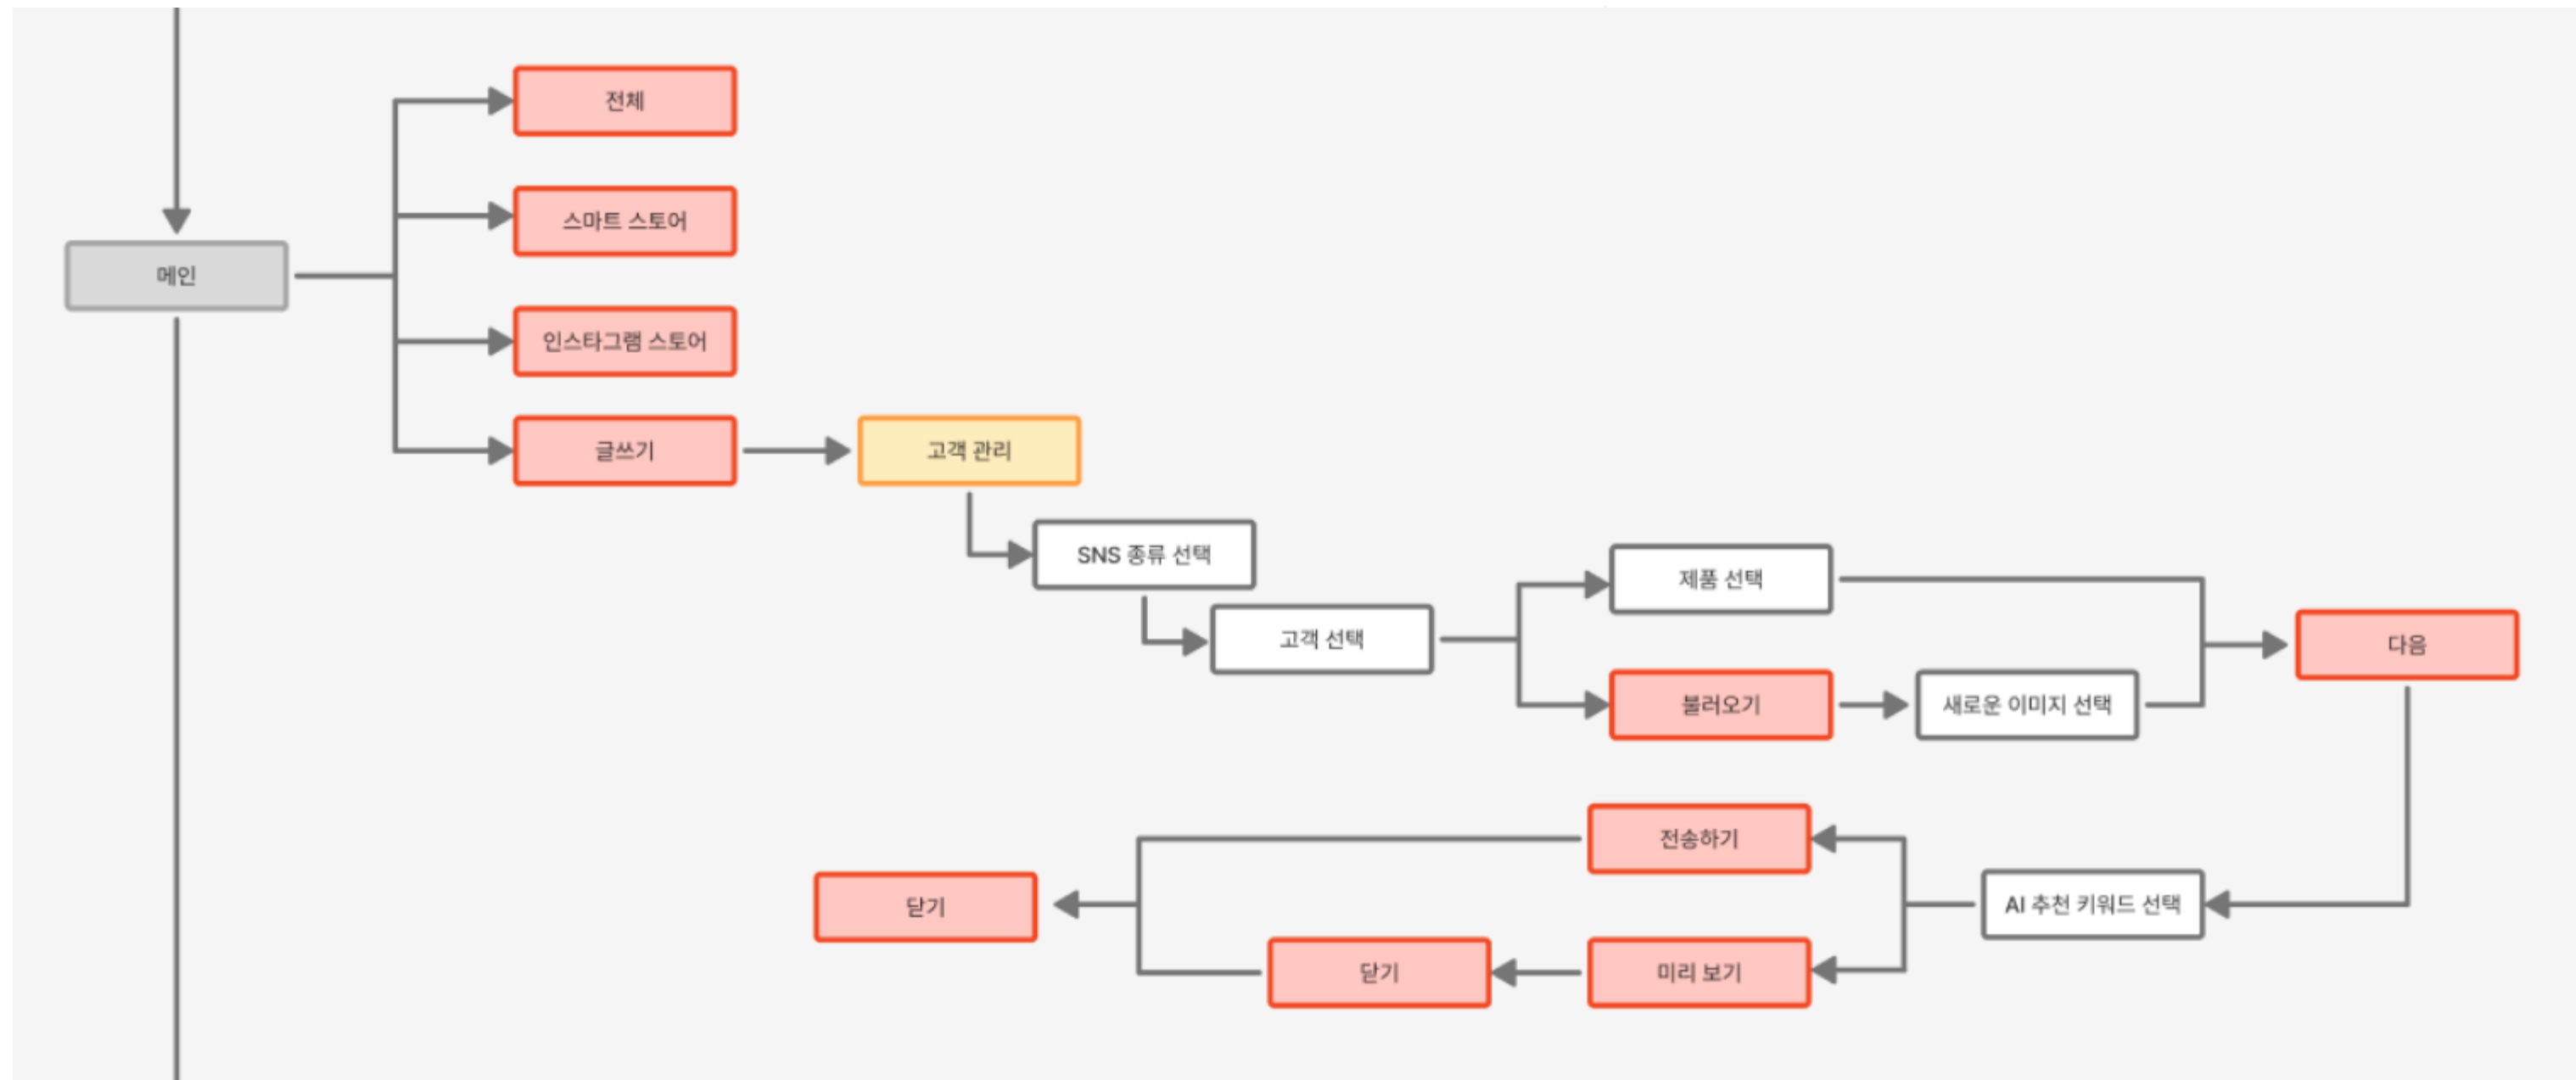 전체
스마트 스토어
메인
인스타그램 스토어
글쓰기
고객 관리
SNS 종류 선택
제품 선택
고객 선택
다음
불러오기
새로운 이미지 선택
전송하기
닫기
AI 추천 키워드 선택
닫기
미리 보기